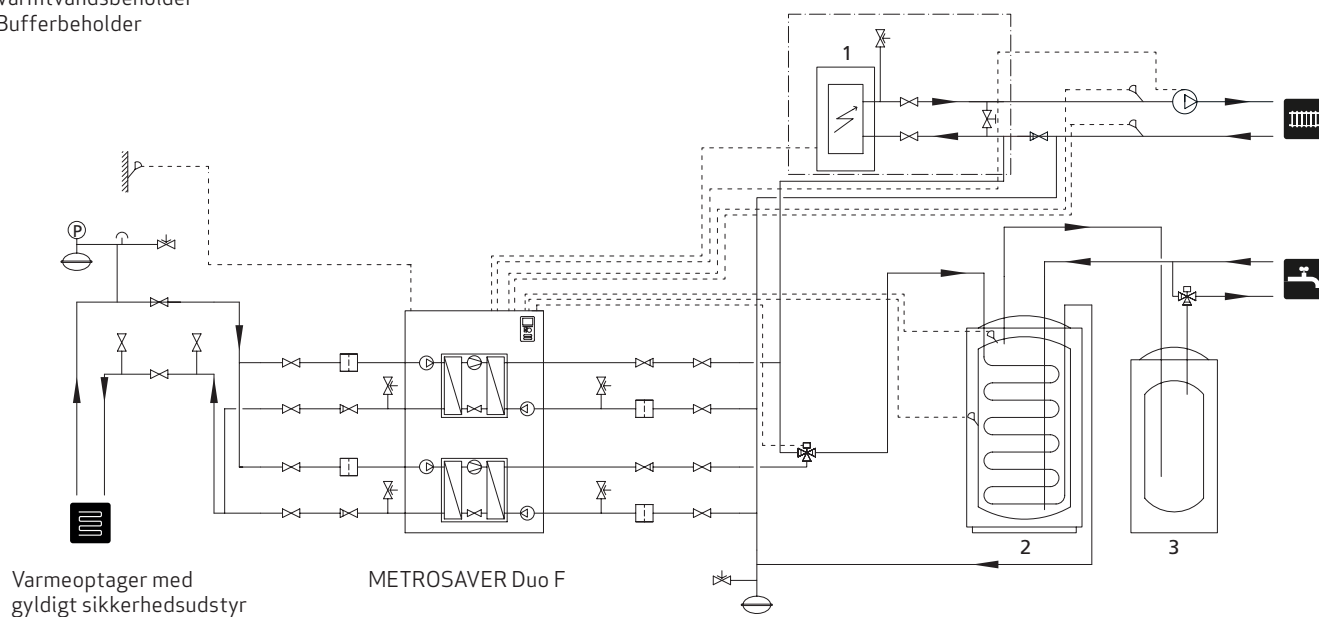 Bufferbeholder
1
P
2
3
Varmeoptager med
gyldigt sikkerhedsudstyr
METROSAVER Duo F